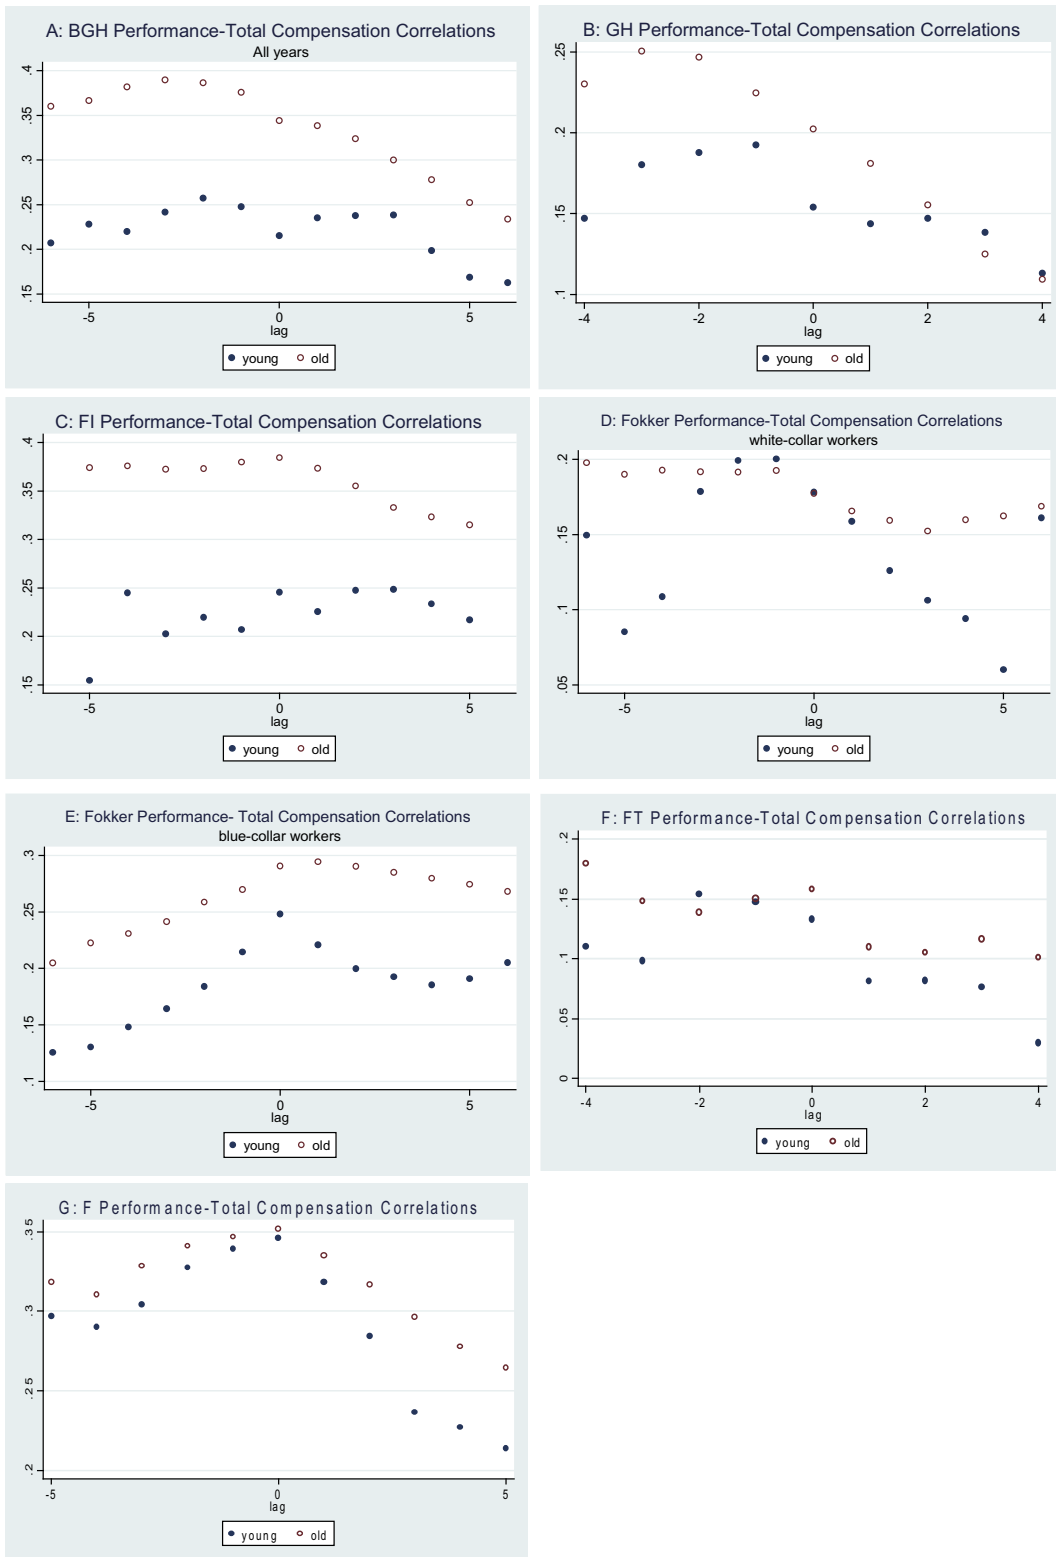 A: BGH Performance-Total Compensation Correlations
All years
.4
.35
.3
.25
.2
.15
-5
0
5
lag
young
old
B: GH Performance-Total Compensation Correlations
.25
.2
.15
.1
-4
-2
0
2
4
lag
young
old
C: FI Performance-Total Compensation Correlations
.4
.35
.3
.25
.2
.15
-5
0
5
lag
young
old
D: Fokker Performance-Total Compensation Correlations
white-collar workers
.2
.15
.1
.05
-5
0
5
lag
young
old
E: Fokker Performance- Total Compensation Correlations
blue-collar workers
.3
.25
.2
.15
.1
-5
0
5
lag
young
old
F: FT Performance-Total Compensation Correlations
.2
.15
.1
.05
0
-4
-2
0
2
4
lag
young
old
G: F Performance-Total Compensation Correlations
.35
.3
.25
.2
-5
0
5
lag
young
old